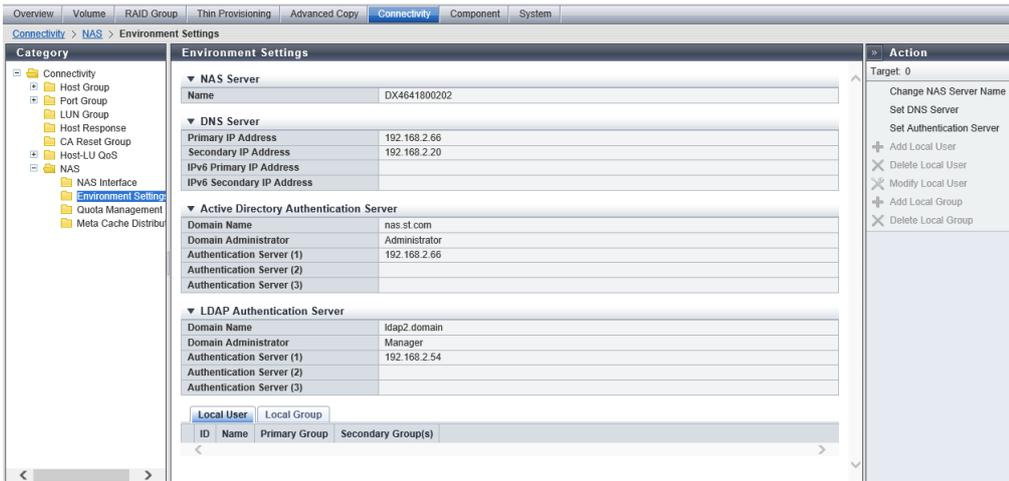 Overview Volume RAID Group Thin Provisioning Advanced Copy Connectivity Component System
Connectivity > NAS > Environment Settings
Category
Connectivity
Host Group
Port Group
LUN Group
Host Response
CA Reset Group
Host-LU QoS
NAS
NAS Interface
Environment Settings
Quota Management
Meta Cache Distribut
Environment Settings
▼ NAS Server
Name DX4641800202
▼ DNS Server
Primary IP Address 192.168.2.66
Secondary IP Address 192.168.2.20
IPv6 Primary IP Address
IPv6 Secondary IP Address
▼ Active Directory Authentication Server
Domain Name nas.st.com
Domain Administrator Administrator
Authentication Server (1) 192.168.2.66
Authentication Server (2)
Authentication Server (3)
▼ LDAP Authentication Server
Domain Name ldap2.domain
Domain Administrator Manager
Authentication Server (1) 192.168.2.54
Authentication Server (2)
Authentication Server (3)
Local User Local Group
ID Name Primary Group Secondary Group(s)
» Action
Target: 0
Change NAS Server Name
Set DNS Server
Set Authentication Server
Add Local User
Delete Local User
Modify Local User
Add Local Group
Delete Local Group